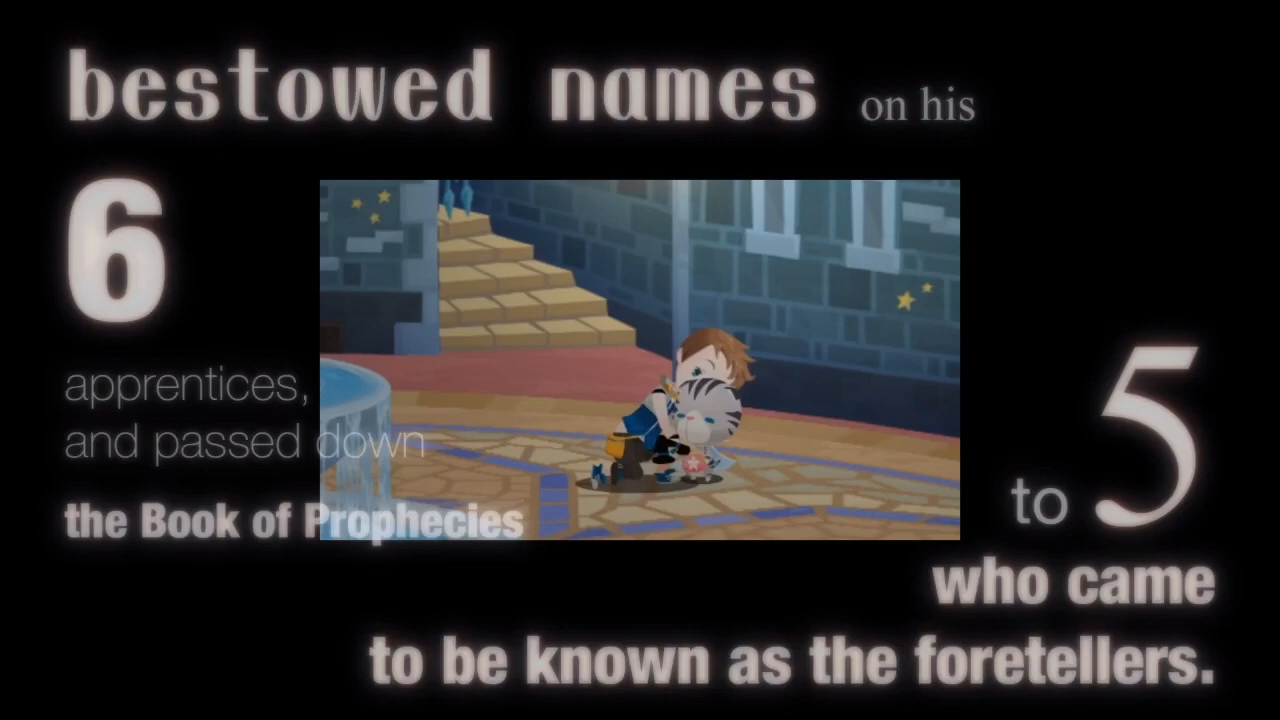 bestowed names on his
6
apprentices,
and passed down
the Book of Prophecies
to 5
who came
to be known as the foretellers.